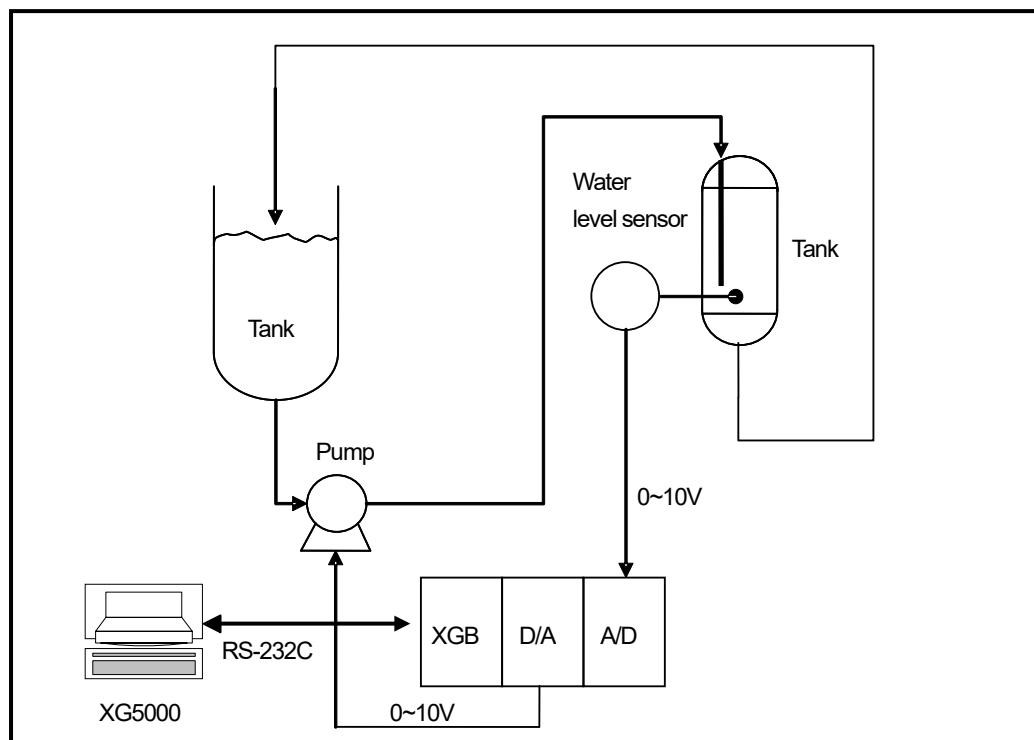 Water
level sensor
Tank
Tank
Pump
0~10V
XGB
D/A
A/D
RS-232C
XG5000
0~10V